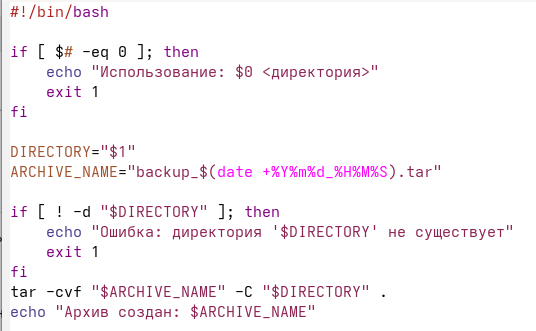 #!/bin/bash
if [ $# -eq 0 ]; then
    echo "Использование: $0 <директория>"
    exit 1
fi
DIRECTORY="$1"
ARCHIVE_NAME="backup_$(date +%Y%m%d_%H%M%S).tar"
if [ ! -d "$DIRECTORY" ]; then
    echo "Ошибка: директория '$DIRECTORY' не существует"
    exit 1
fi
tar -cvf "$ARCHIVE_NAME" -C "$DIRECTORY" .
echo "Архив создан: $ARCHIVE_NAME"